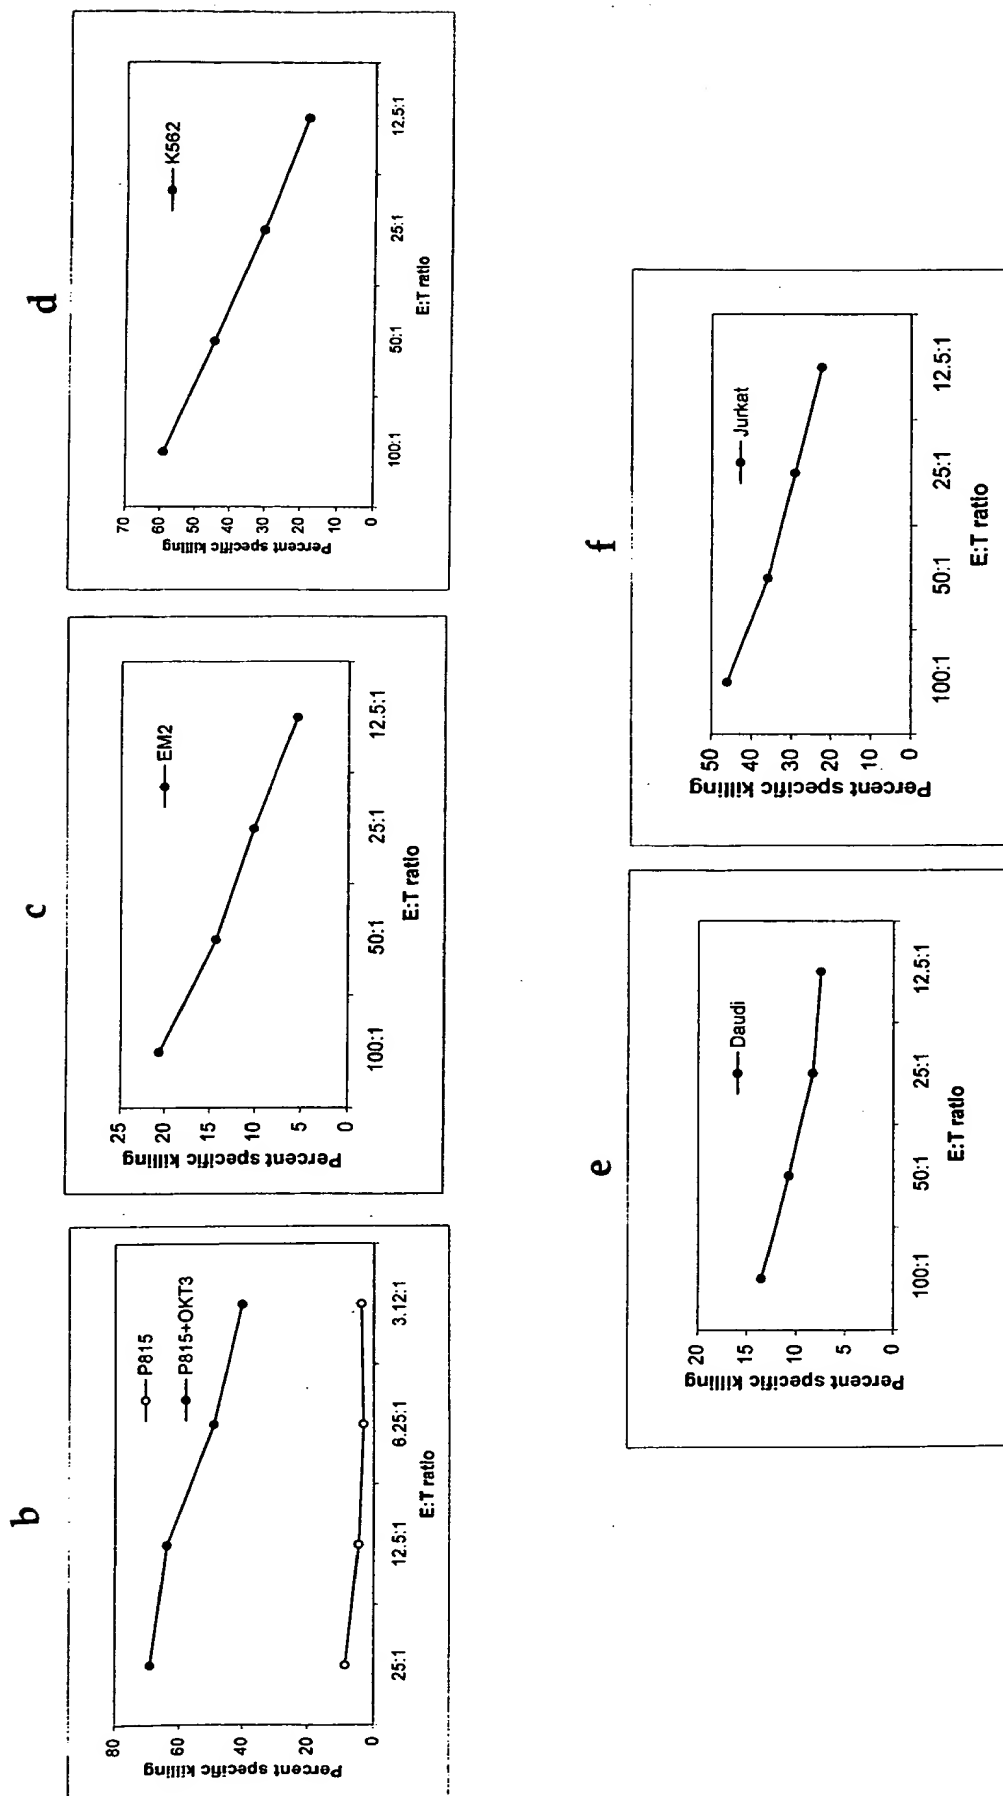 b
Percent specific killing
80
60
40
20
0
25:1
12.5:1
6.25:1
3.12:1
E:T ratio
P815
P815+OKT3
c
Percent specific killing
25
20
15
10
5
0
100:1
50:1
25:1
12.5:1
E:T ratio
EM2
d
Percent specific killing
70
60
50
40
30
20
10
0
100:1
50:1
25:1
12.5:1
E:T ratio
K562
e
Percent specific killing
20
15
10
5
0
100:1
50:1
25:1
12.5:1
E:T ratio
Daudi
f
Percent specific killing
50
40
30
20
10
0
100:1
50:1
25:1
12.5:1
E:T ratio
Jurkat